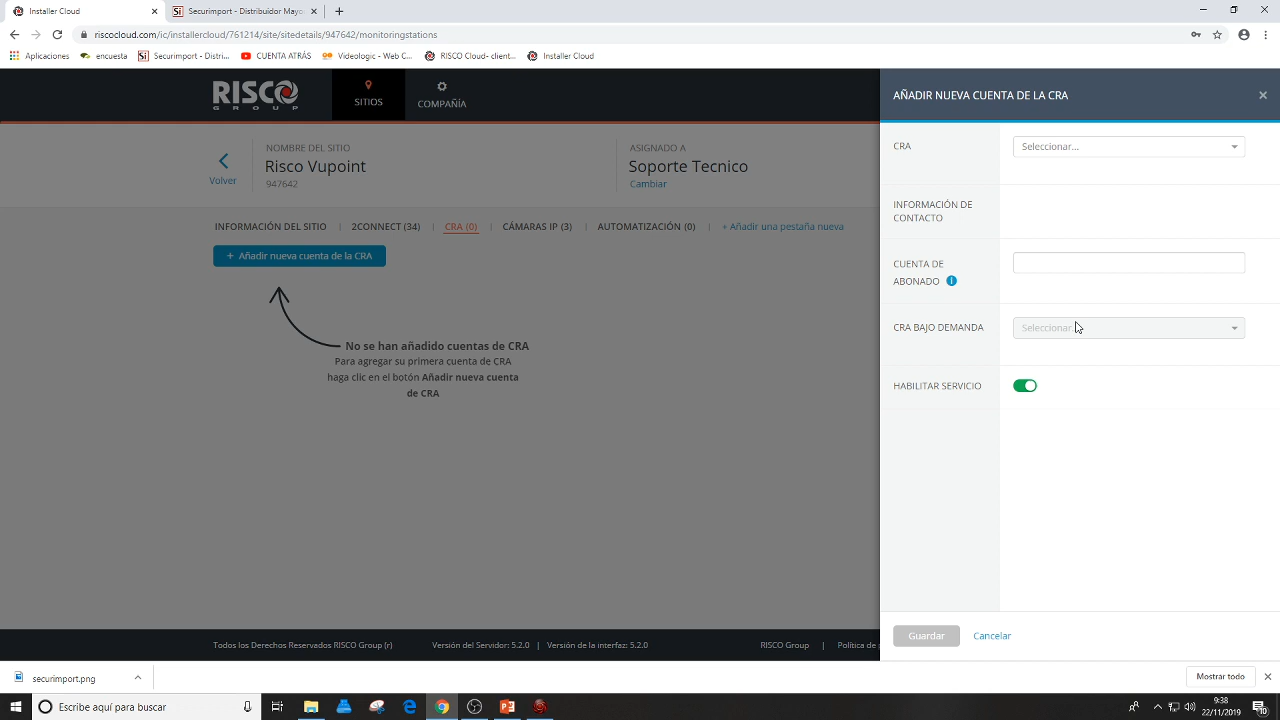 Installer Cloud
Securimport - Distribuidor Mayo
riscocloud.com/installercloud/761214/site/sitedetails/947642/monitoringstations
Aplicaciones
encuesta
Securimport - Distri...
CUENTA ATRÁS
Videologic - Web C...
RISCO Cloud- client...
Installer Cloud
RISCO
GROUP
SITIOS
COMPAÑÍA
AÑADIR NUEVA CUENTA DE LA CRA
NOMBRE DEL SITIO
Risco Vupoint
947642
Volver
ASIGNADO A
Soporte Tecnico
Cambiar
INFORMACIÓN DEL SITIO | 2CONNECT (34) | CRA (0) | CÁMARAS IP (3) | AUTOMATIZACIÓN (0) | + Añadir una pestaña nueva
+ Añadir nueva cuenta de la CRA
No se han añadido cuentas de CRA
Para agregar su primera cuenta de CRA
haga clic en el botón Añadir nueva cuenta
de CRA
CRA
Seleccionar...
INFORMACIÓN DE
CONTACTO
CUENTA DE
ABONADO
CRA BAJO DEMANDA
Seleccionar...
HABILITAR SERVICIO
Guardar
Cancelar
Todos los Derechos Reservados RISCO Group (r)
Versión del Servidor: 5.2.0 | Versión de la interfaz: 5.2.0
RISCO Group | Política de
securimport.png
Mostrar todo
Escribe aquí para buscar
9:38
22/11/2019